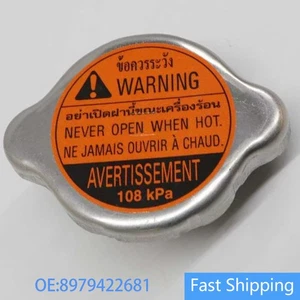 ข้อควรระวัง
WARNING
อย่าเปิดฝานี้ขณะเครื่องร้อน
NEVER OPEN WHEN HOT.
NE JAMAIS OUVRIR À CHAUD.
AVERTISSEMENT
108 kPa
OE:8979422681
Fast Shipping